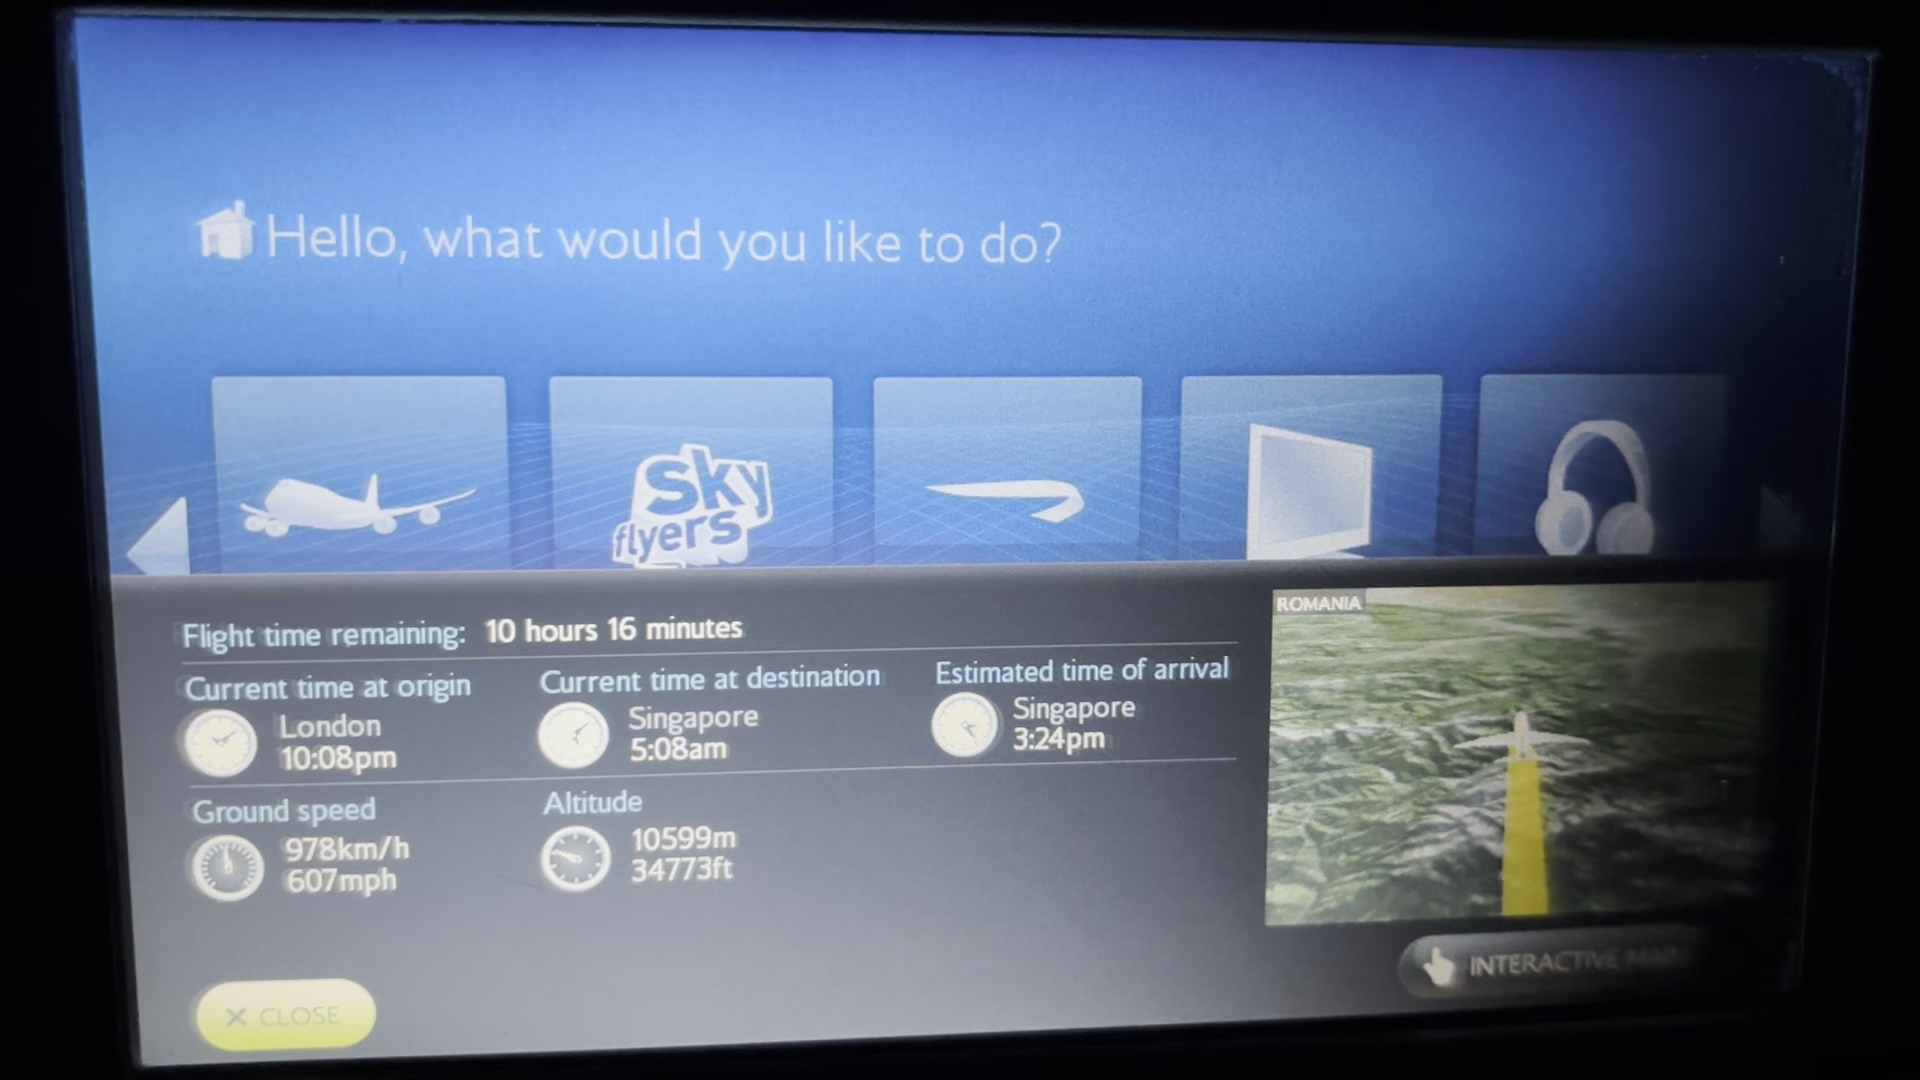 Hello, what would you like to do?
Sky
flyers
Flight time remaining: 10 hours 16 minutes
Current time at origin
London
10:08pm
Current time at destination
Singapore
5:08am
Estimated time of arrival
Singapore
3:24pm
Ground speed
978km/h
607mph
Altitude
10599m
34773ft
ROMANIA
INTERACTIVE MAP
X CLOSE